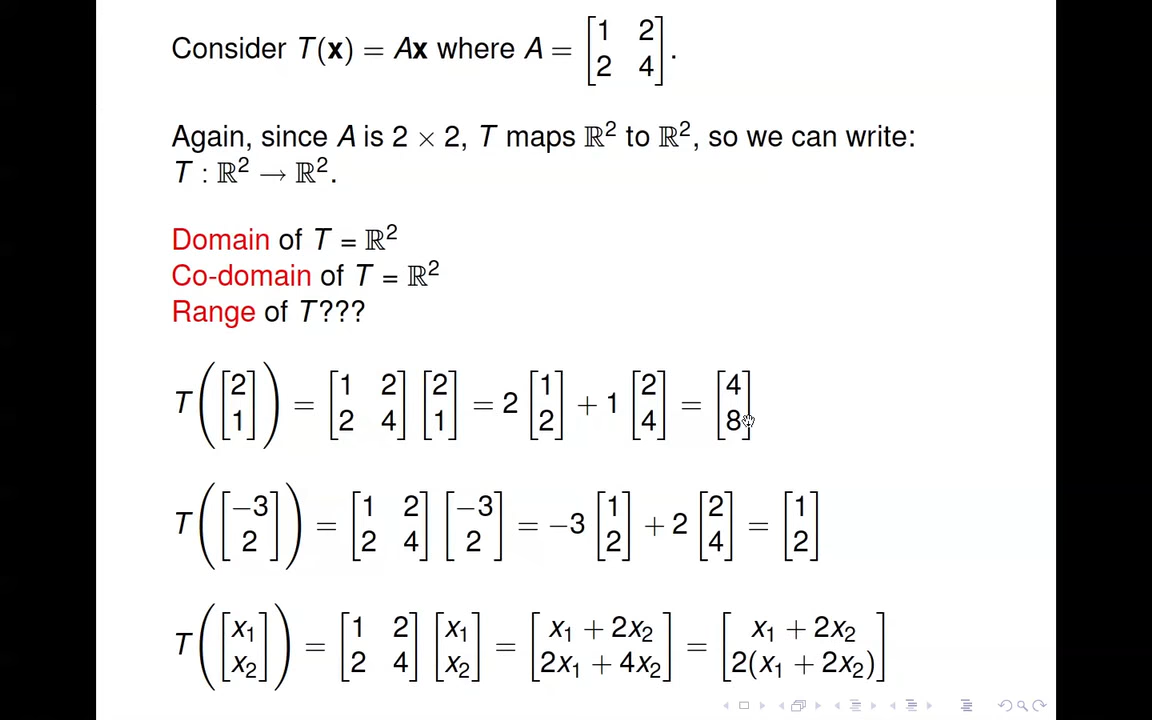 Consider T(x) = Ax where A = [1 2; 2 4].
Again, since A is 2 × 2, T maps ℝ² to ℝ², so we can write:
T : ℝ² → ℝ².
Domain of T = ℝ²
Co-domain of T = ℝ²
Range of T???
T([2; 1]) = [1 2; 2 4] [2; 1] = 2 [1; 2] + 1 [2; 4] = [4; 8]
T([−3; 2]) = [1 2; 2 4] [−3; 2] = −3 [1; 2] + 2 [2; 4] = [1; 2]
T([x₁; x₂]) = [1 2; 2 4] [x₁; x₂] = [x₁ + 2x₂; 2x₁ + 4x₂] = [x₁ + 2x₂; 2(x₁ + 2x₂)]